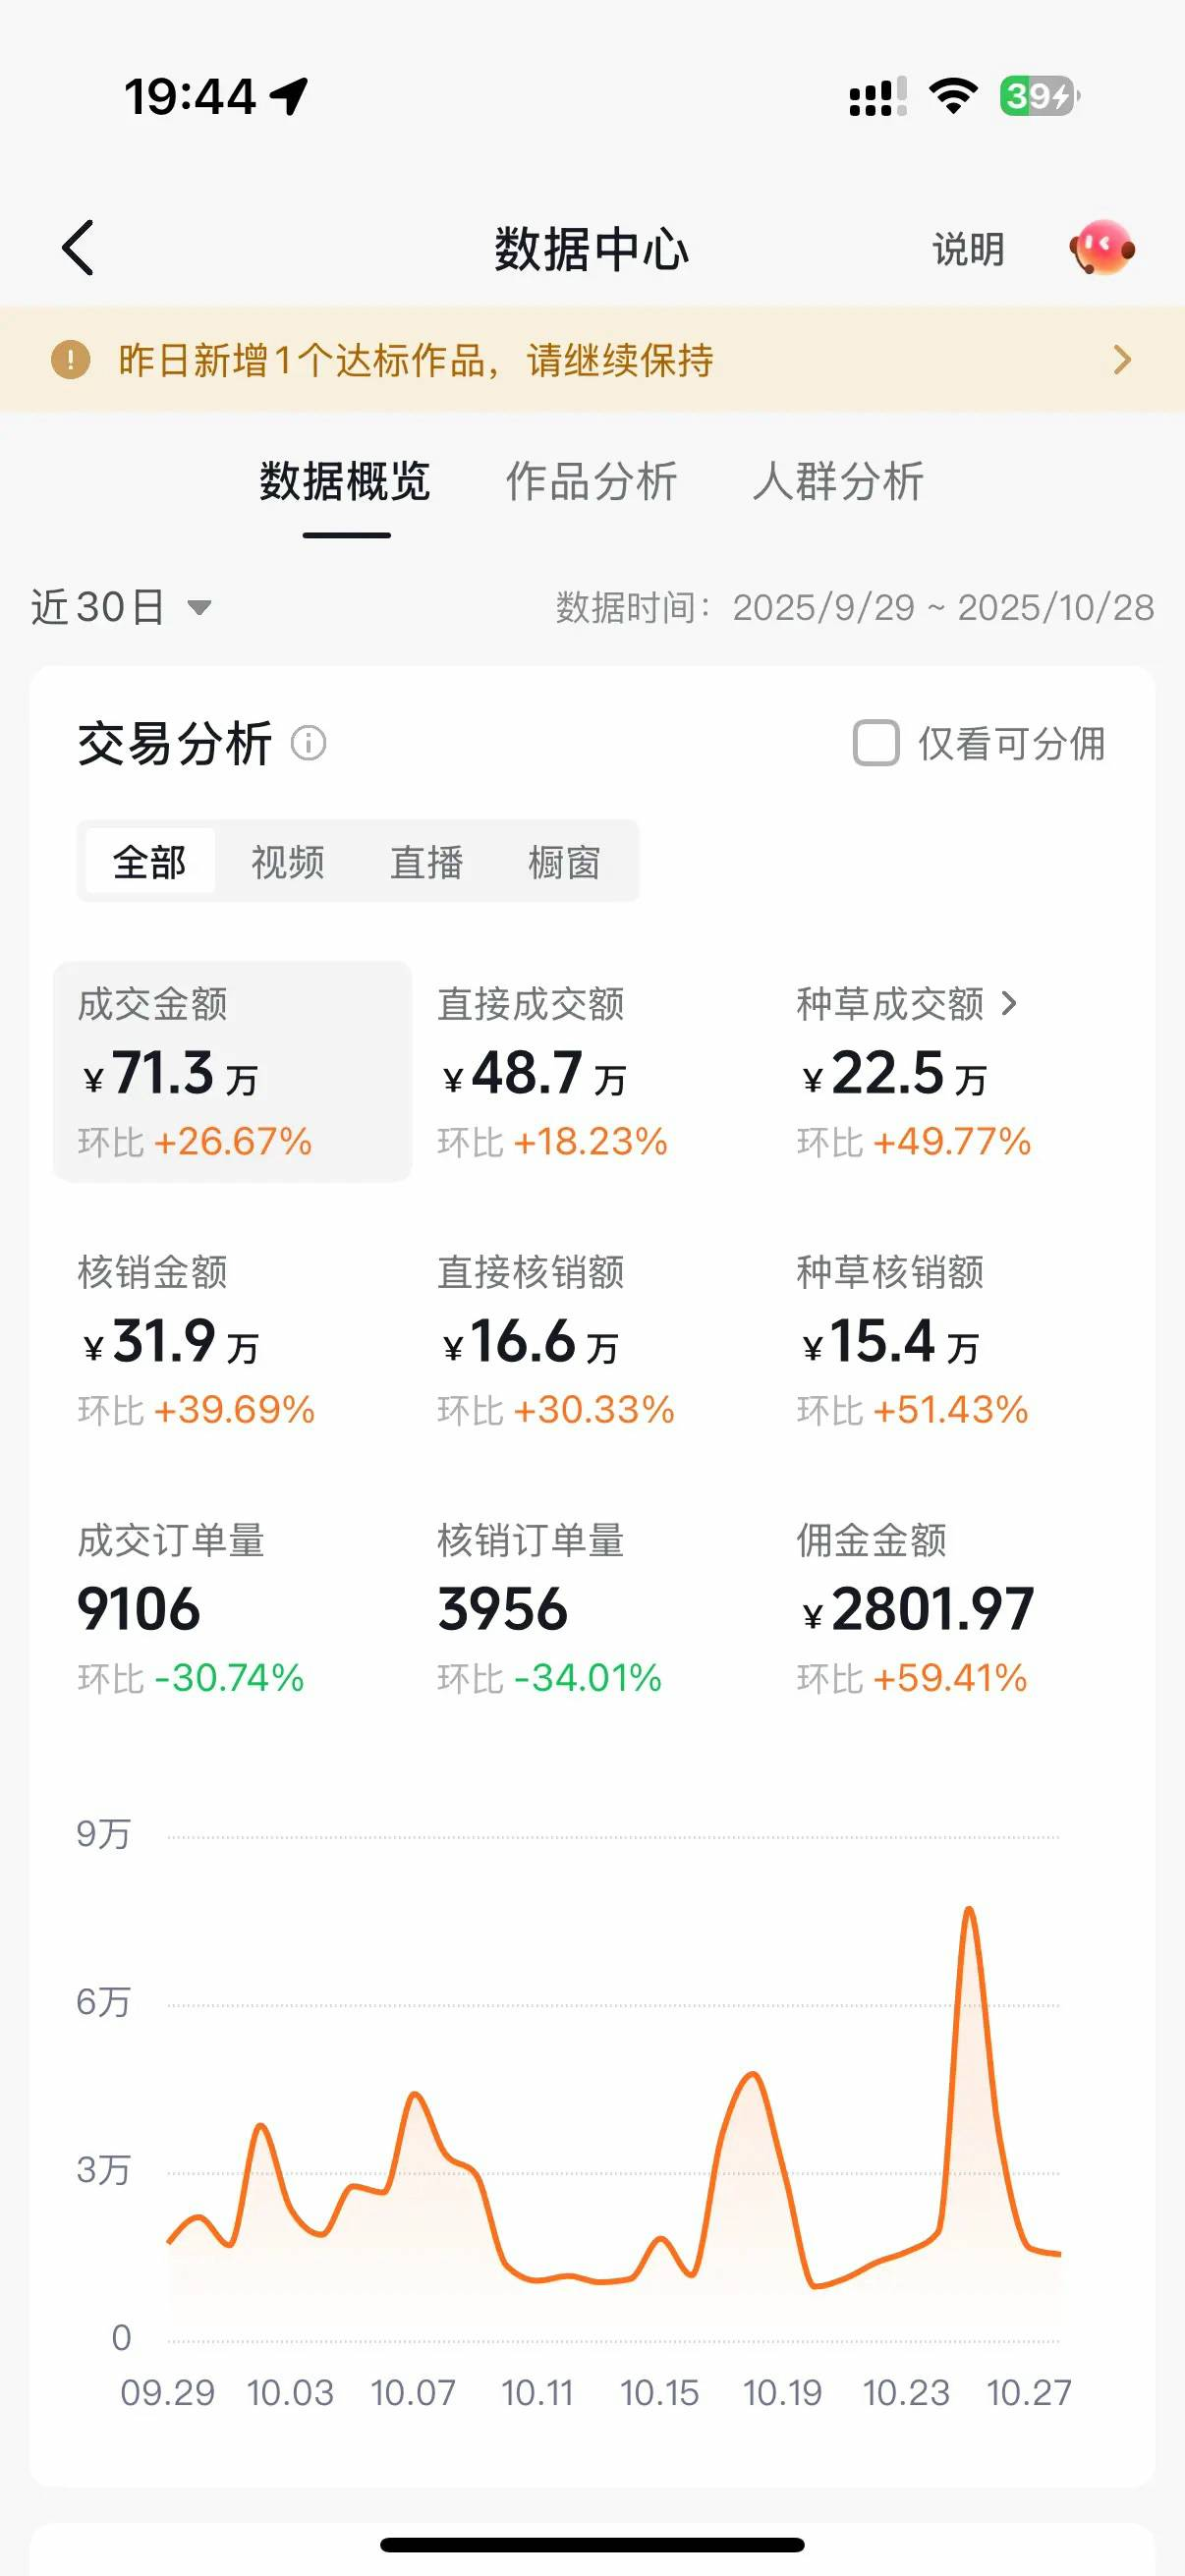 19:44
39
数据中心
说明
昨日新增1个达标作品，请继续保持
数据概览 作品分析 人群分析
近30日
数据时间：2025/9/29 ~ 2025/10/28
交易分析
仅看可分佣
全部 视频 直播 橱窗
成交金额 直接成交额 种草成交额
¥71.3万 ¥48.7万 ¥22.5万
环比 +26.67% 环比 +18.23% 环比 +49.77%
核销金额 直接核销额 种草核销额
¥31.9万 ¥16.6万 ¥15.4万
环比 +39.69% 环比 +30.33% 环比 +51.43%
成交订单量 核销订单量 佣金金额
9106 3956 ¥2801.97
环比 -30.74% 环比 -34.01% 环比 +59.41%
9万
6万
3万
0
09.29 10.03 10.07 10.11 10.15 10.19 10.23 10.27